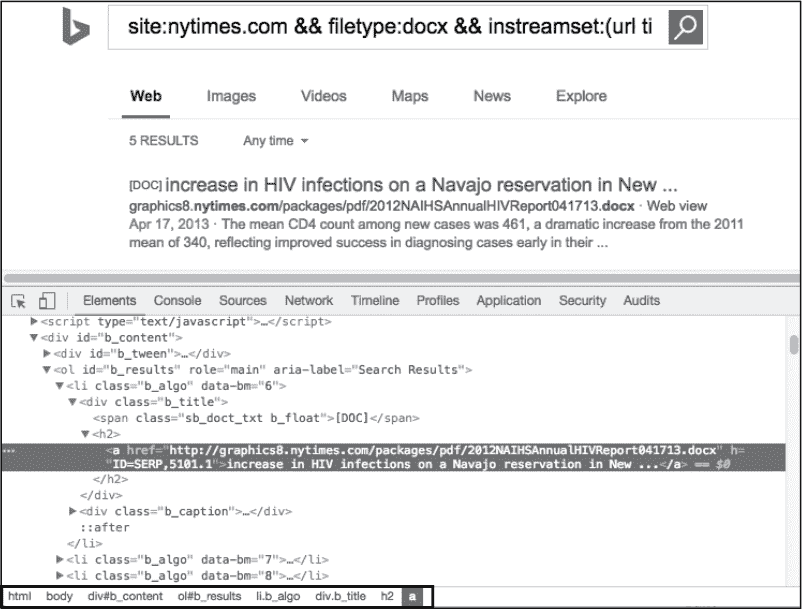 site:nytimes.com && filetype:docx && instreamset:(url ti
Web Images Videos Maps News Explore
5 RESULTS Any time
[DOC] increase in HIV infections on a Navajo reservation in New ...
graphics8.nytimes.com/packages/pdf/2012NAIHSAnnualHIVReport041713.docx · Web view
Apr 17, 2013 · The mean CD4 count among new cases was 461, a dramatic increase from the 2011
mean of 340, reflecting improved success in diagnosing cases early in their ...
Elements Console Sources Network Timeline Profiles Application Security Audits
<script type="text/javascript">…</script>
<div id="b_content">
<div id="b_tween">…</div>
<ol id="b_results" role="main" aria-label="Search Results">
<li class="b_algo" data-bm="6">
<div class="b_title">
<span class="sb_doct_txt b_float">[DOC]</span>
<h2>
… <a href="http://graphics8.nytimes.com/packages/pdf/2012NAIHSAnnualHIVReport041713.docx" h=
"ID=SERP,5101.1">increase in HIV infections on a Navajo reservation in New ...</a> == $0
</h2>
</div>
<div class="b_caption">…</div>
::after
</li>
<li class="b_algo" data-bm="7">…</li>
<li class="b_algo" data-bm="8">…</li>
html body div#b_content ol#b_results li.b_algo div.b_title h2 a